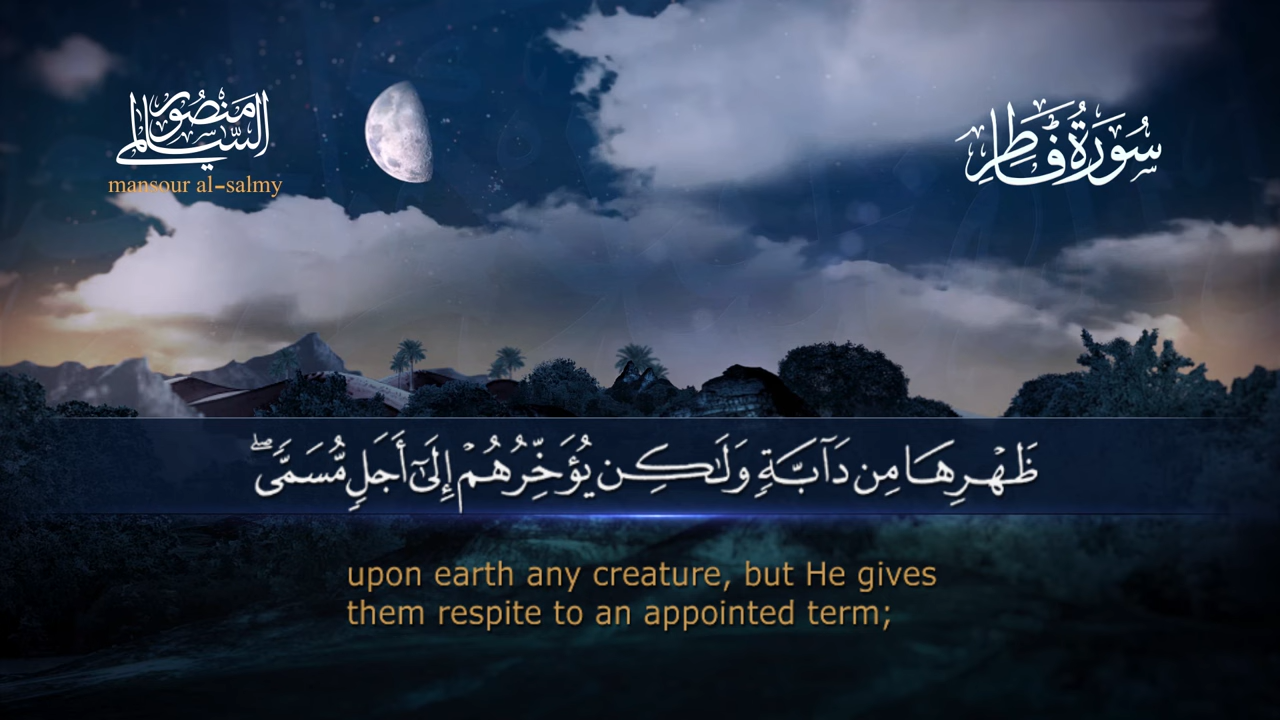 منصور
السالمي
mansour al-salmy
سُورَةُ فَاطِرٍ
ظَهْرِهَا مِن دَآبَّةٍ وَلَٰكِن يُؤَخِّرُهُمْ إِلَىٰٓ أَجَلٍ مُّسَمًّى ۖ
upon earth any creature, but He gives
them respite to an appointed term;